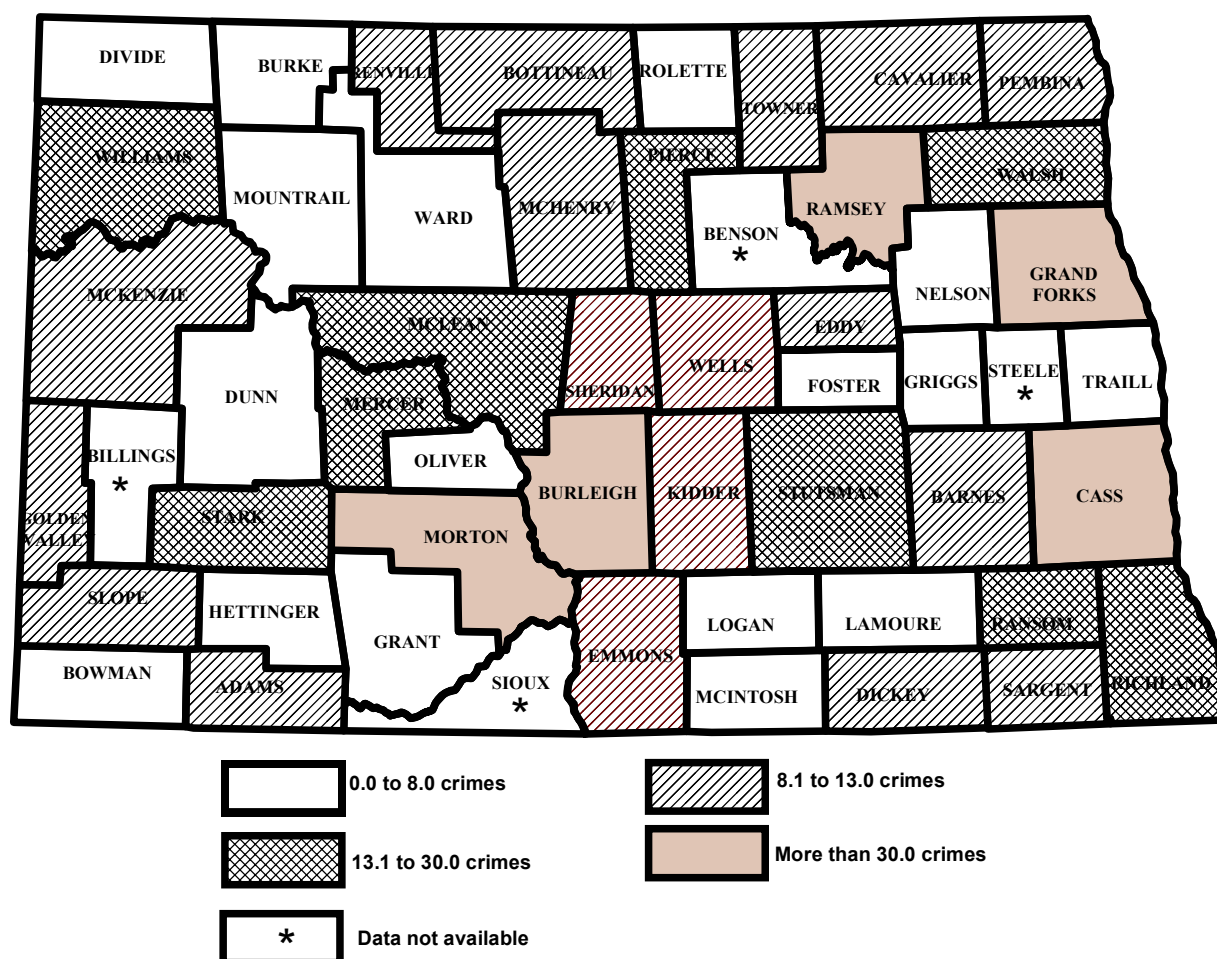 DIVIDE
BURKE
RENVILLE
BOTTINEAU
ROLETTE
TOWNER
CAVALIER
PEMBINA
WILLIAMS
MOUNTRAIL
WARD
MCHENRY
PIERCE
BENSON
*
RAMSEY
WALSH
GRAND
FORKS
NELSON
MCKENZIE
DUNN
MCLEAN
MERCER
OLIVER
SHERIDAN
WELLS
EDDY
FOSTER
GRIGGS
STEELE
*
TRAILL
BILLINGS
*
GOLDEN
VALLEY
STARK
MORTON
BURLEIGH
KIDDER
STUTSMAN
BARNES
CASS
SLOPE
HETTINGER
GRANT
BOWMAN
ADAMS
SIOUX
*
EMMONS
LOGAN
LAMOURE
RANSOM
RICHLAND
MCINTOSH
DICKEY
SARGENT
0.0 to 8.0 crimes
8.1 to 13.0 crimes
13.1 to 30.0 crimes
More than 30.0 crimes
* Data not available